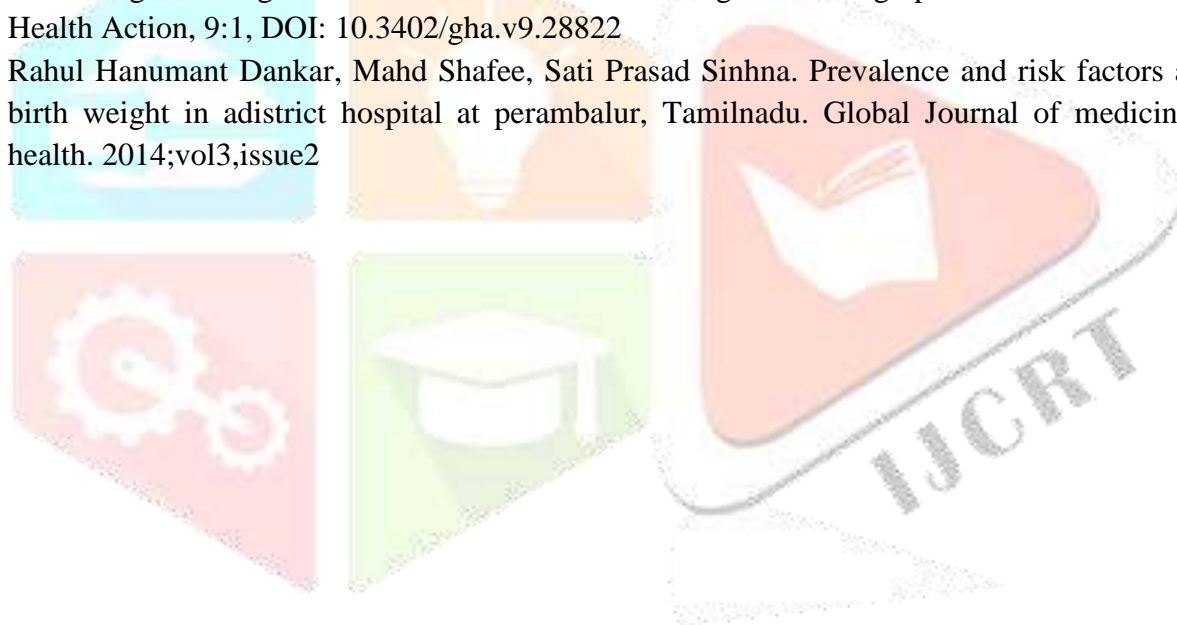 Health Action, 9:1, DOI: 10.3402/gha.v9.28822
Rahul Hanumant Dankar, Mahd Shafee, Sati Prasad Sinhna. Prevalence and risk factors
birth weight in adistrict hospital at perambalur, Tamilnadu. Global Journal of medicin
health. 2014;vol3,issue2
IJCRT